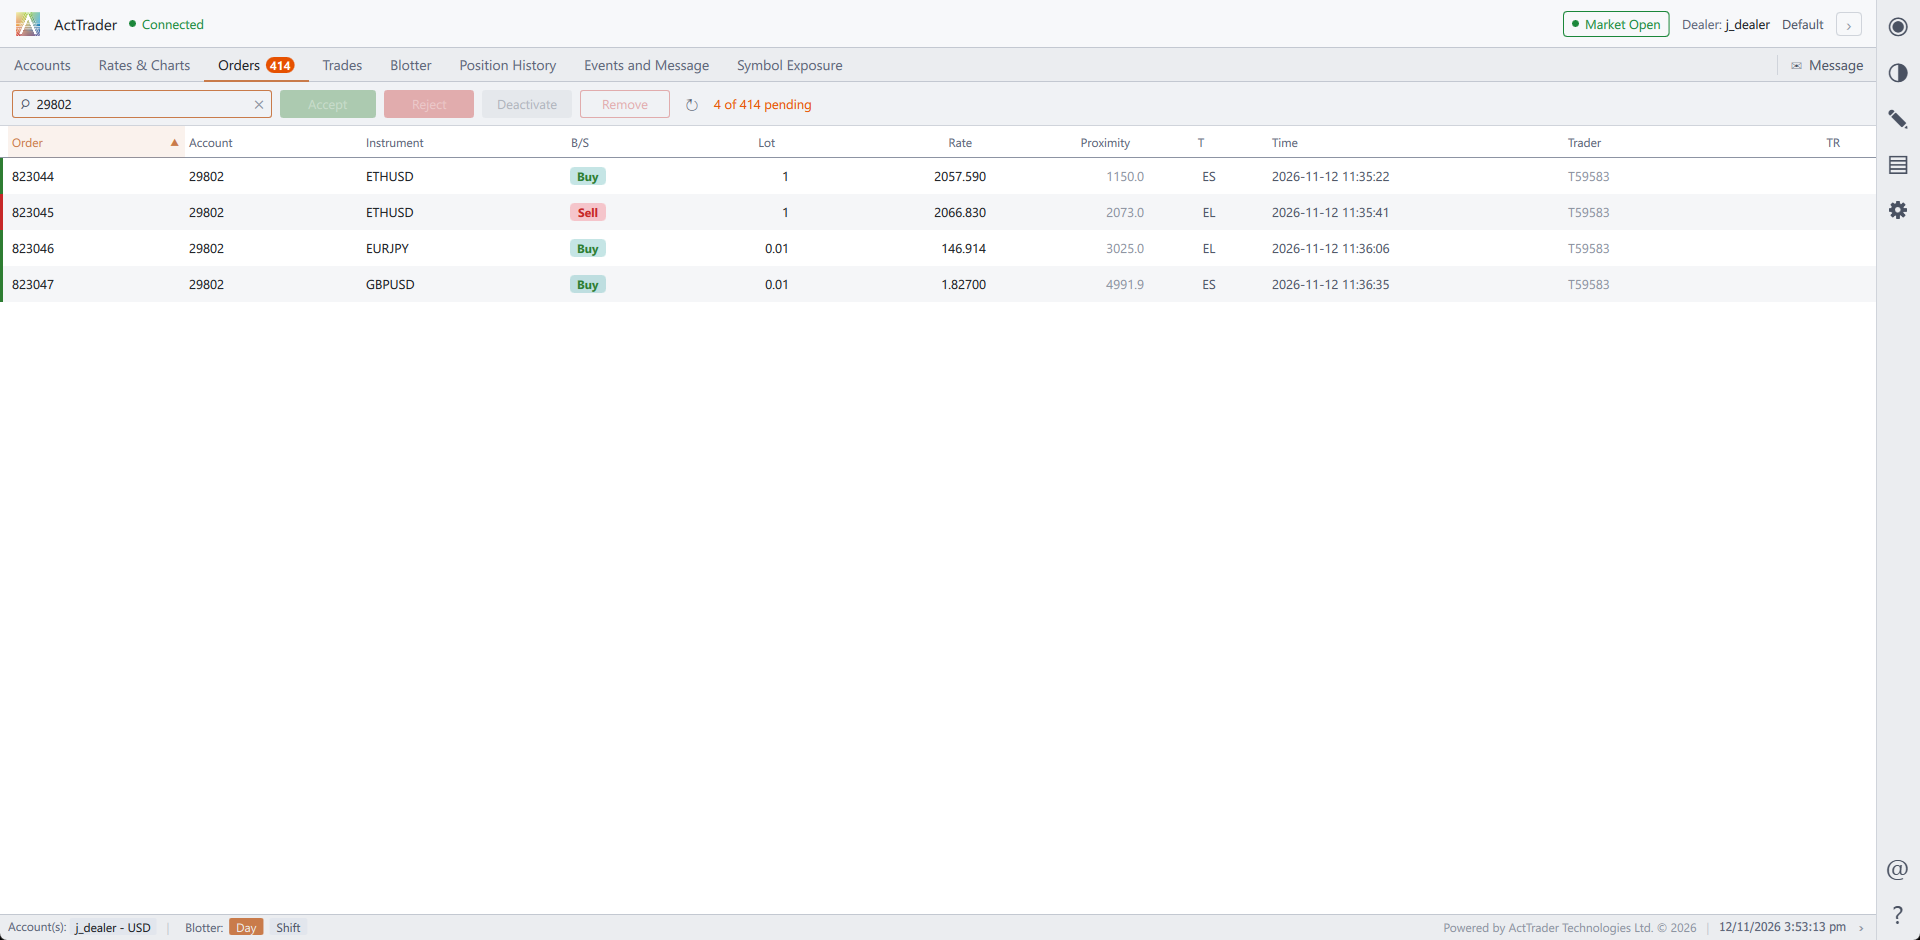 ActTrader Connected Market Open Dealer: j_dealer Default
Accounts Rates & Charts Orders 414 Trades Blotter Position History Events and Message Symbol Exposure Message
29802 Accept Reject Deactivate Remove 4 of 414 pending
Order Account Instrument B/S Lot Rate Proximity T Time Trader TR
823044 29802 ETHUSD Buy 1 2057.590 1150.0 ES 2026-11-12 11:35:22 T59583
823045 29802 ETHUSD Sell 1 2066.830 2073.0 EL 2026-11-12 11:35:41 T59583
823046 29802 EURJPY Buy 0.01 146.914 3025.0 EL 2026-11-12 11:36:06 T59583
823047 29802 GBPUSD Buy 0.01 1.82700 4991.9 ES 2026-11-12 11:36:35 T59583
Account(s): j_dealer - USD | Blotter: Day Shift Powered by ActTrader Technologies Ltd. © 2026 | 12/11/2026 3:53:13 pm